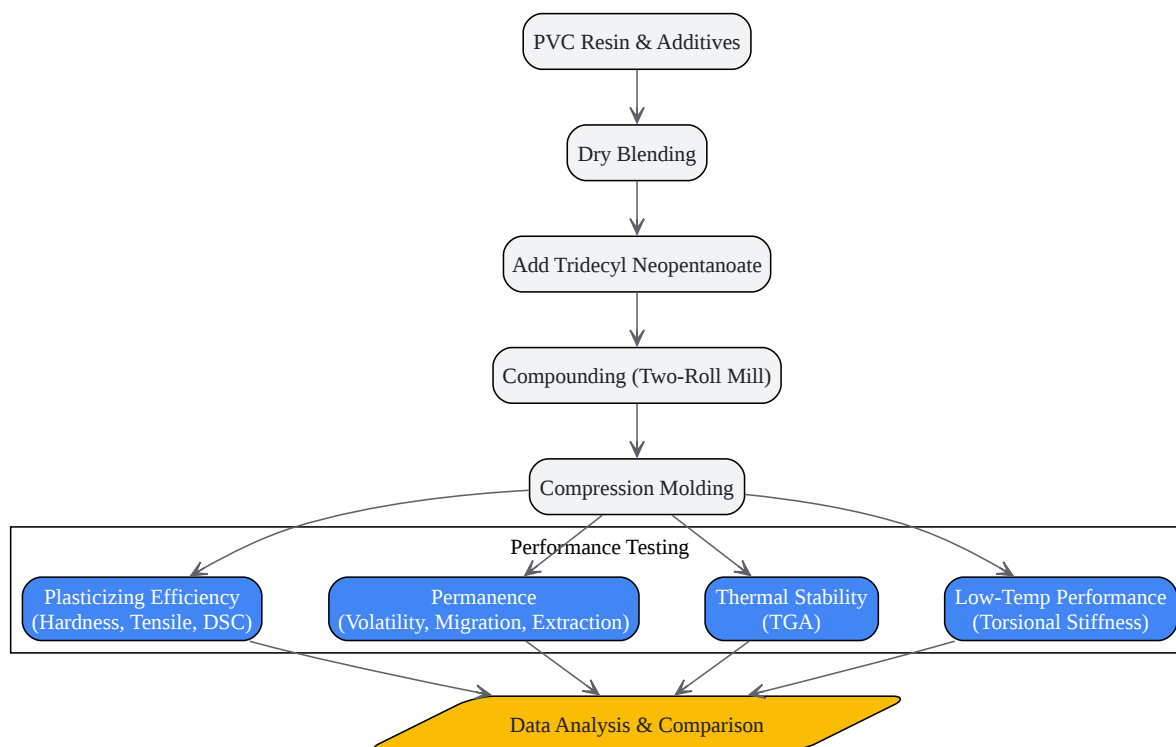 PVC Resin & Additives
Dry Blending
Add Tridecyl Neopentanoate
Compounding (Two-Roll Mill)
Compression Molding
Performance Testing
Plasticizing Efficiency
(Hardness, Tensile, DSC)
Permanence
(Volatility, Migration, Extraction)
Thermal Stability
(TGA)
Low-Temp Performance
(Torsional Stiffness)
Data Analysis & Comparison